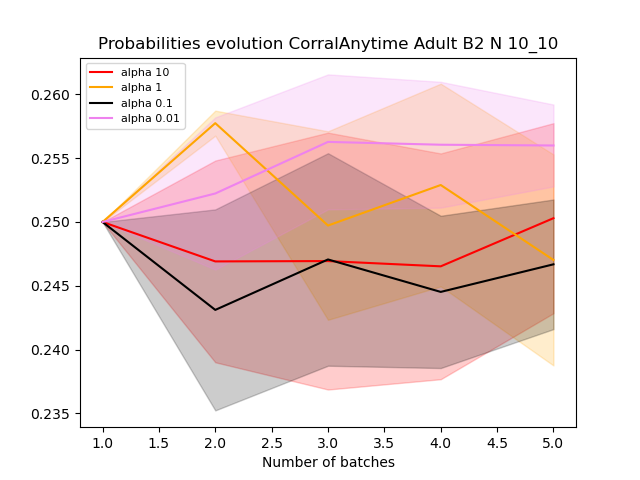 Probabilities evolution CorralAnytime Adult B2 N 10_10
alpha 10
alpha 1
alpha 0.1
alpha 0.01
0.260
0.255
0.250
0.245
0.240
0.235
1.0 1.5 2.0 2.5 3.0 3.5 4.0 4.5 5.0
Number of batches